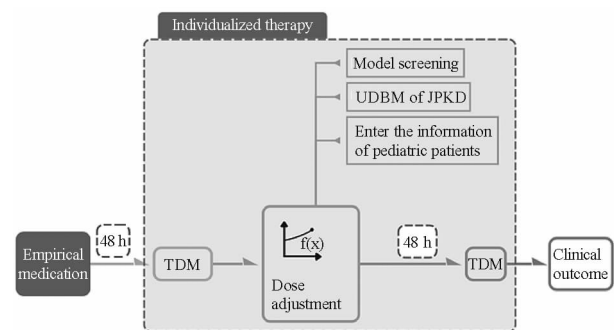 Individualized therapy
Model screening
UDBM of JPKD
Enter the information
of pediatric patients
Empirical
medication
48 h
TDM
f(x)
Dose
adjustment
48 h
TDM
Clinical
outcome